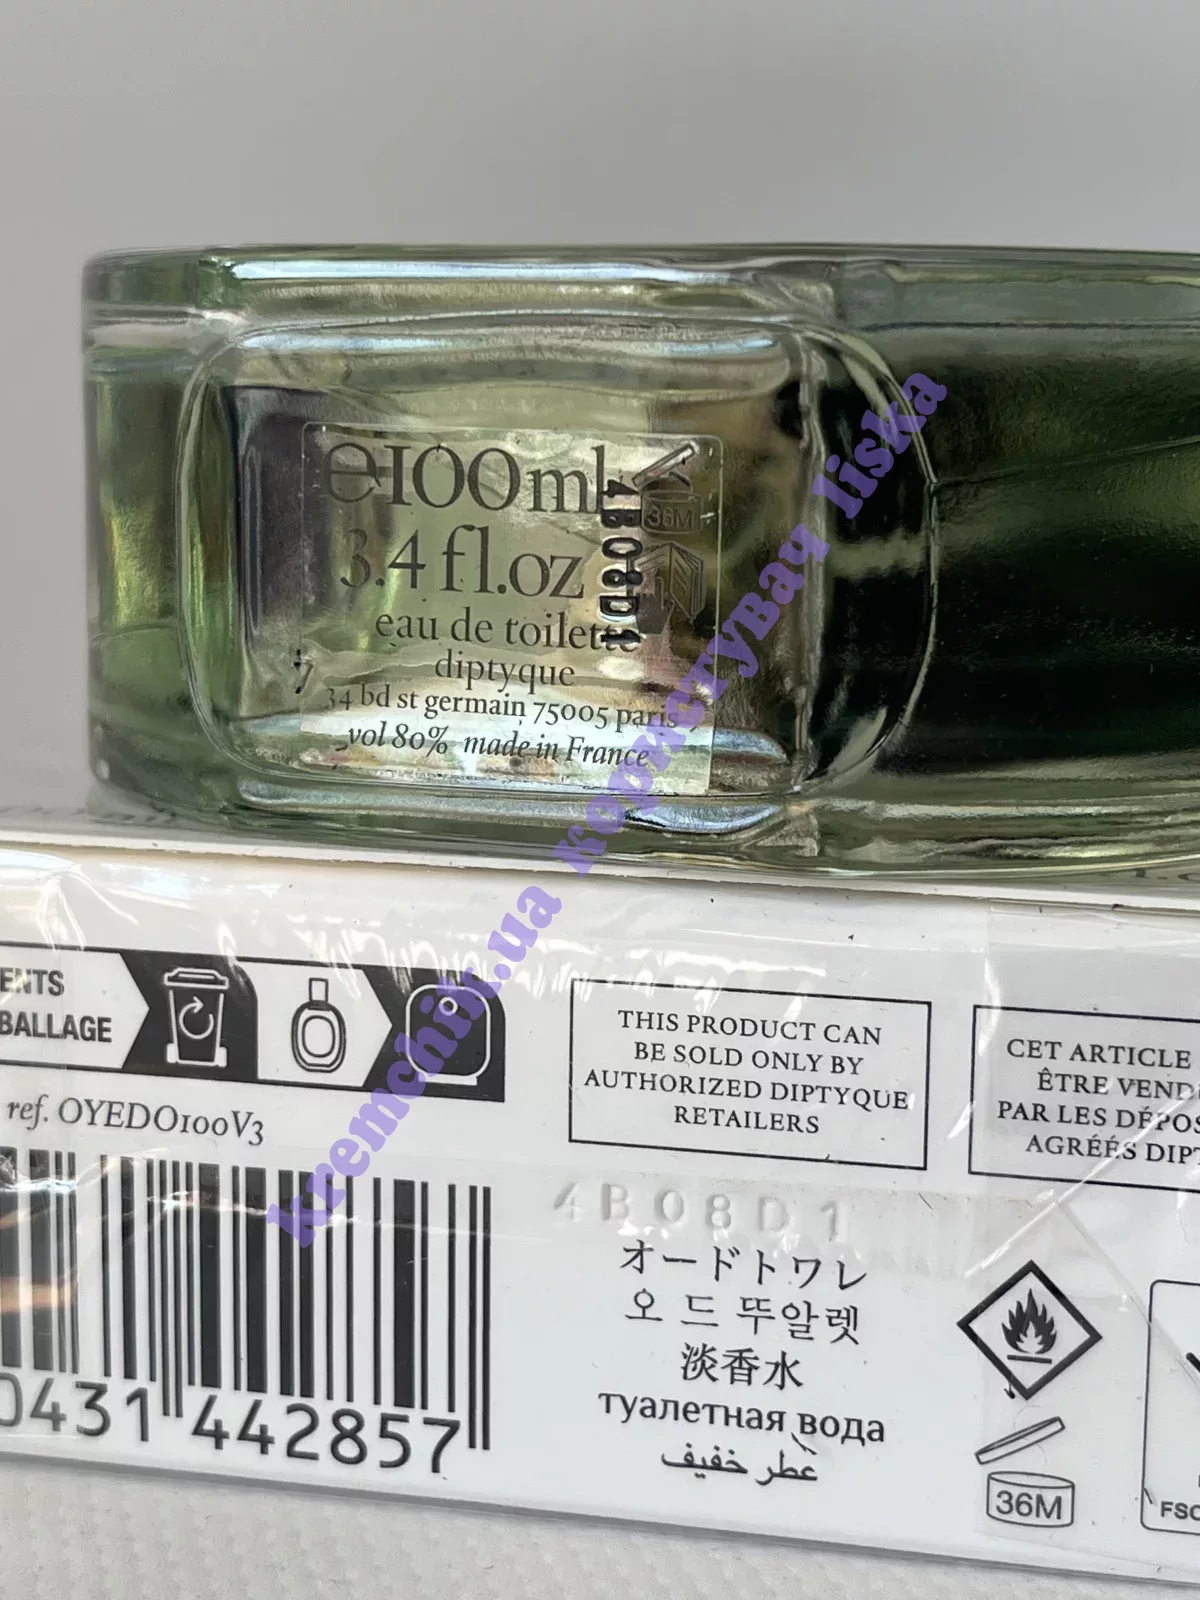 e100ml
3.4 fl.oz
eau de toilette
diptyque
34 bd st germain 75005 paris
vol 80% made in France
36M
4B08D1
4
kremchik.ua користувач liska
ENTS
BALLAGE
ref. OYEDO100V3
0431 442857
THIS PRODUCT CAN
BE SOLD ONLY BY
AUTHORIZED DIPTYQUE
RETAILERS
CET ARTICLE
ÊTRE VEND
PAR LES DÉPOS
AGRÉÉS DIPT
4B08D1
オードトワレ
오 드 뚜알렛
淡香水
туалетная вода
عطر خفيف
36M
FSC